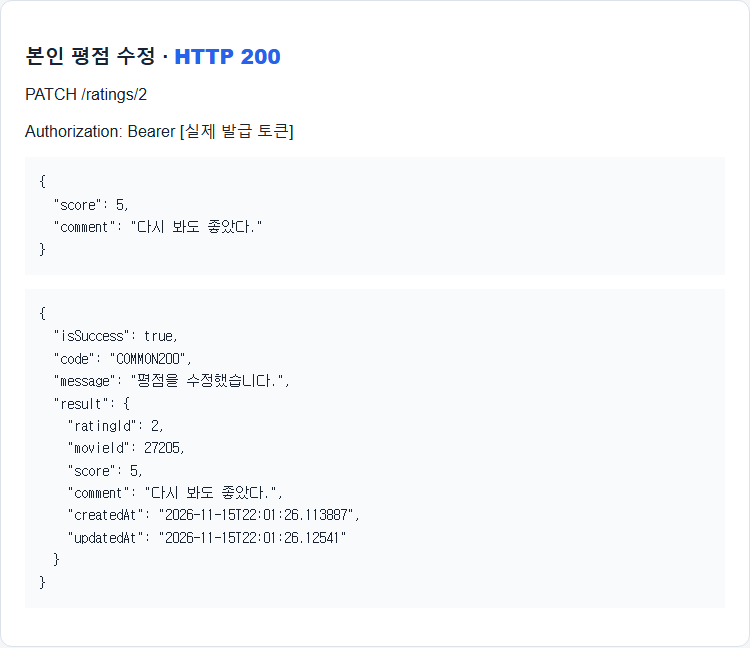 본인 평점 수정 · HTTP 200
PATCH /ratings/2
Authorization: Bearer [실제 발급 토큰]
{
  "score": 5,
  "comment": "다시 봐도 좋았다."
}
{
  "isSuccess": true,
  "code": "COMMON200",
  "message": "평점을 수정했습니다.",
  "result": {
    "ratingId": 2,
    "movieId": 27205,
    "score": 5,
    "comment": "다시 봐도 좋았다.",
    "createdAt": "2026-11-15T22:01:26.113887",
    "updatedAt": "2026-11-15T22:01:26.12541"
  }
}